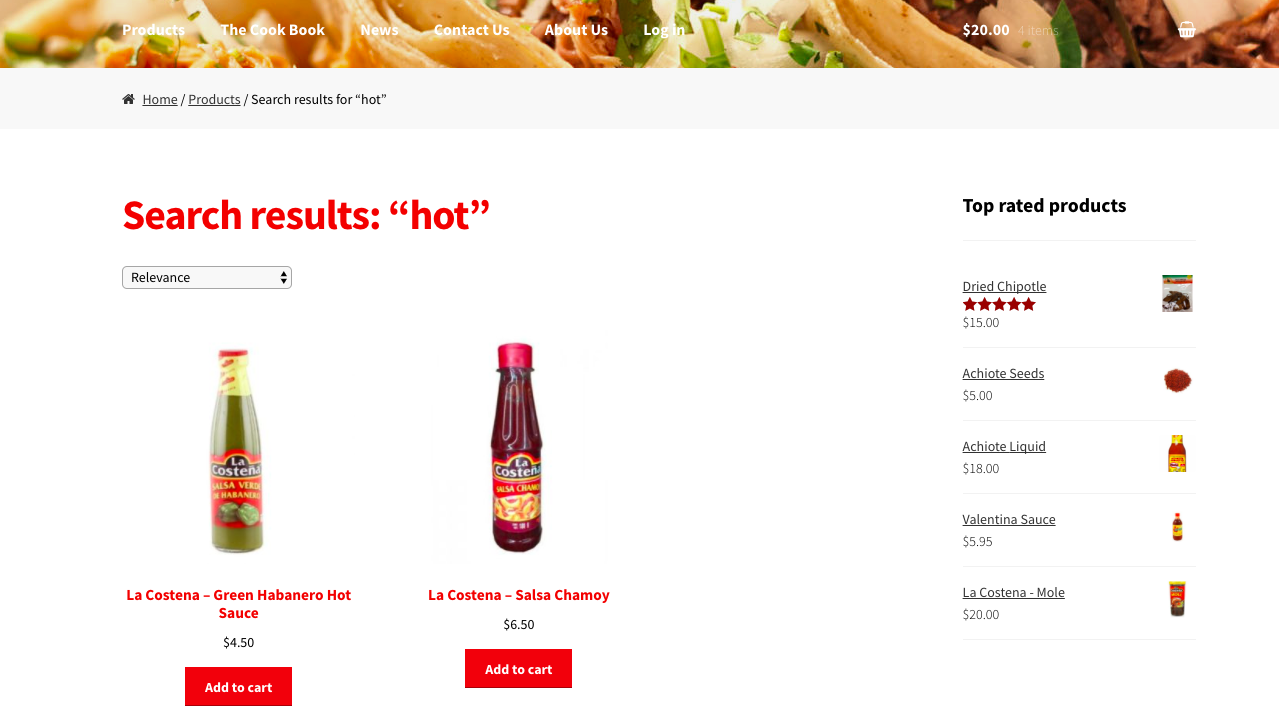 Products The Cook Book News Contact Us About Us Log in $20.00 4 items
Home / Products / Search results for “hot”
Search results: “hot”
Relevance
La Costeña
SALSA VERDE
DE HABANERO
La Costena – Green Habanero Hot
Sauce
$4.50
Add to cart
La Costeña
SALSA CHAMOY
La Costena – Salsa Chamoy
$6.50
Add to cart
Top rated products
Dried Chipotle
$15.00
Achiote Seeds
$5.00
Achiote Liquid
$18.00
Valentina Sauce
$5.95
La Costena - Mole
$20.00